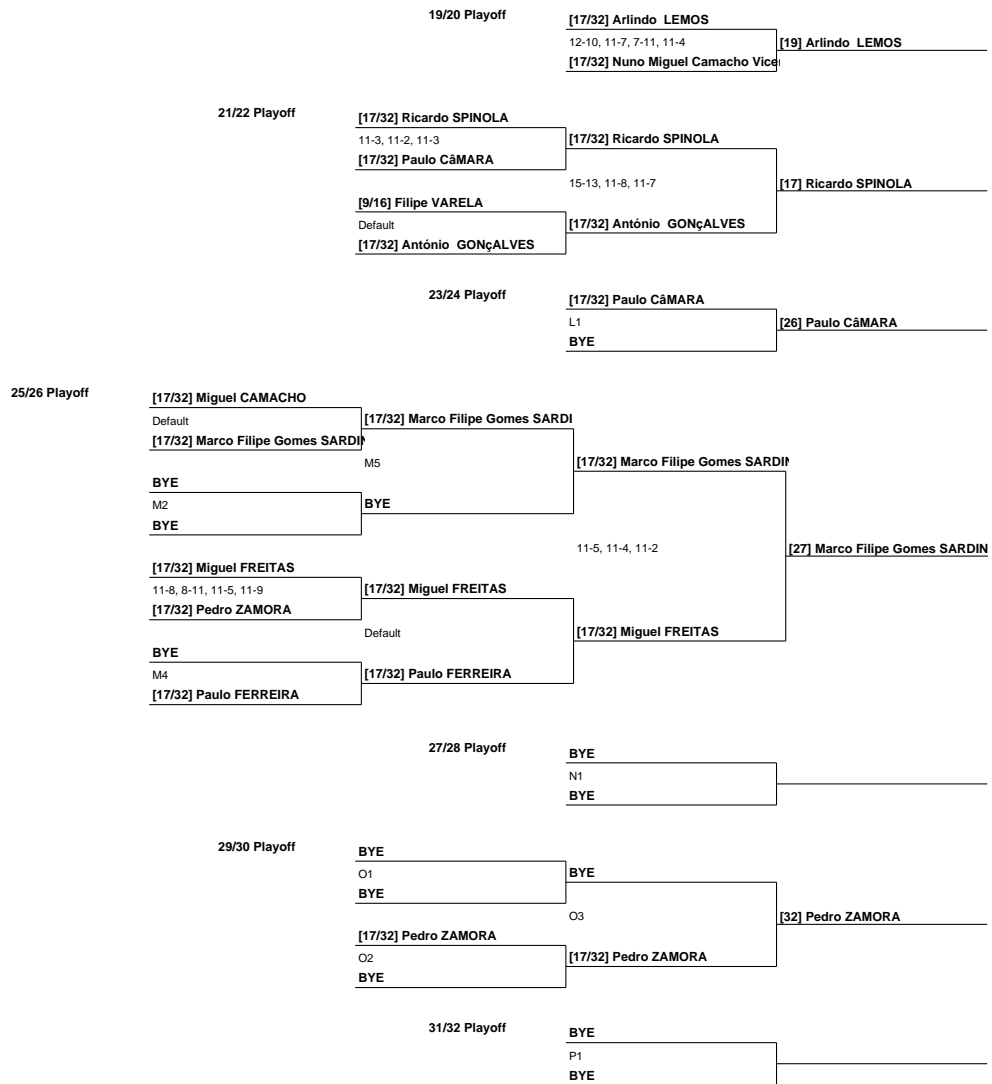 19/20 Playoff
[17/32] Arlindo LEMOS
12-10, 11-7, 7-11, 11-4
[19] Arlindo LEMOS
[17/32] Nuno Miguel Camacho Vice
21/22 Playoff
[17/32] Ricardo SPINOLA
11-3, 11-2, 11-3
[17/32] Ricardo SPINOLA
[17/32] Paulo CâMARA
15-13, 11-8, 11-7
[17] Ricardo SPINOLA
[9/16] Filipe VARELA
Default
[17/32] António GONçALVES
[17/32] António GONçALVES
23/24 Playoff
[17/32] Paulo CâMARA
L1
[26] Paulo CâMARA
BYE
25/26 Playoff
[17/32] Miguel CAMACHO
Default
[17/32] Marco Filipe Gomes SARDI
[17/32] Marco Filipe Gomes SARDIN
M5
[17/32] Marco Filipe Gomes SARDIN
BYE
M2
BYE
BYE
11-5, 11-4, 11-2
[27] Marco Filipe Gomes SARDIN
[17/32] Miguel FREITAS
11-8, 8-11, 11-5, 11-9
[17/32] Miguel FREITAS
[17/32] Pedro ZAMORA
Default
[17/32] Miguel FREITAS
BYE
M4
[17/32] Paulo FERREIRA
[17/32] Paulo FERREIRA
27/28 Playoff
BYE
N1
BYE
29/30 Playoff
BYE
O1
BYE
BYE
O3
[32] Pedro ZAMORA
[17/32] Pedro ZAMORA
O2
[17/32] Pedro ZAMORA
BYE
31/32 Playoff
BYE
P1
BYE